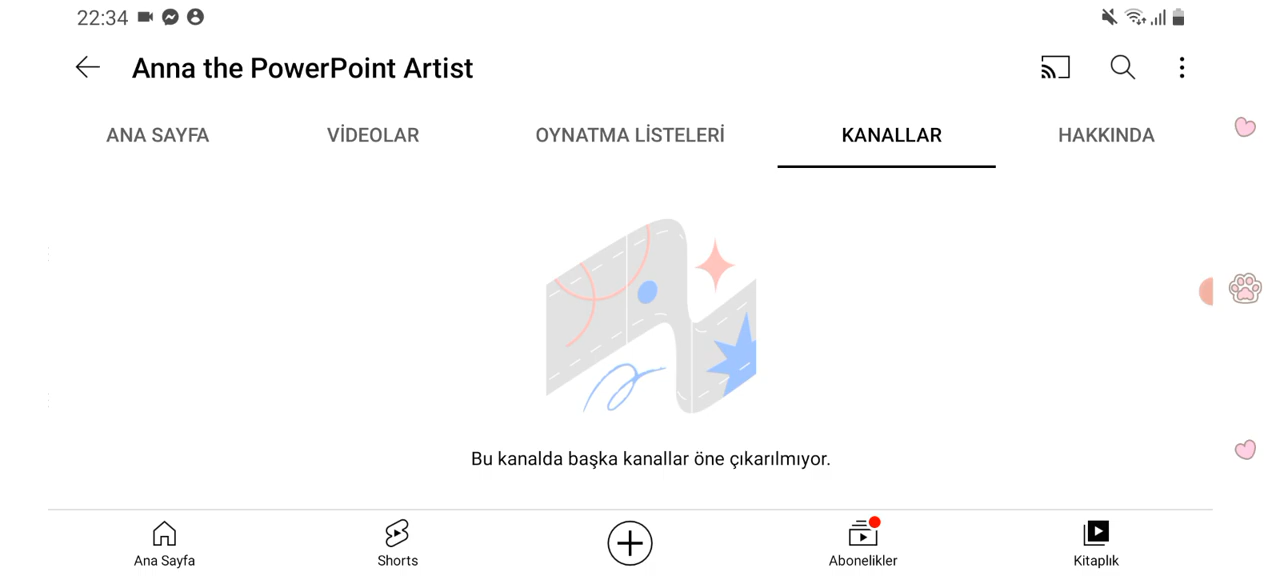 22:34
Anna the PowerPoint Artist
ANA SAYFA VİDEOLAR OYNATMA LİSTELERİ KANALLAR HAKKINDA
Bu kanalda başka kanallar öne çıkarılmıyor.
Ana Sayfa Shorts Abonelikler Kitaplık